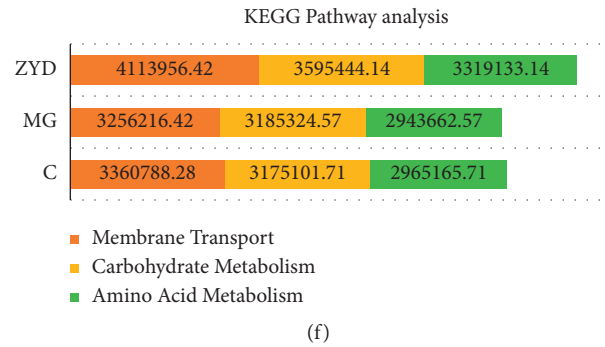 KEGG Pathway analysis
ZYD 4113956.42 3595444.14 3319133.14
MG 3256216.42 3185324.57 2943662.57
C 3360788.28 3175101.71 2965165.71
Membrane Transport
Carbohydrate Metabolism
Amino Acid Metabolism
(f)